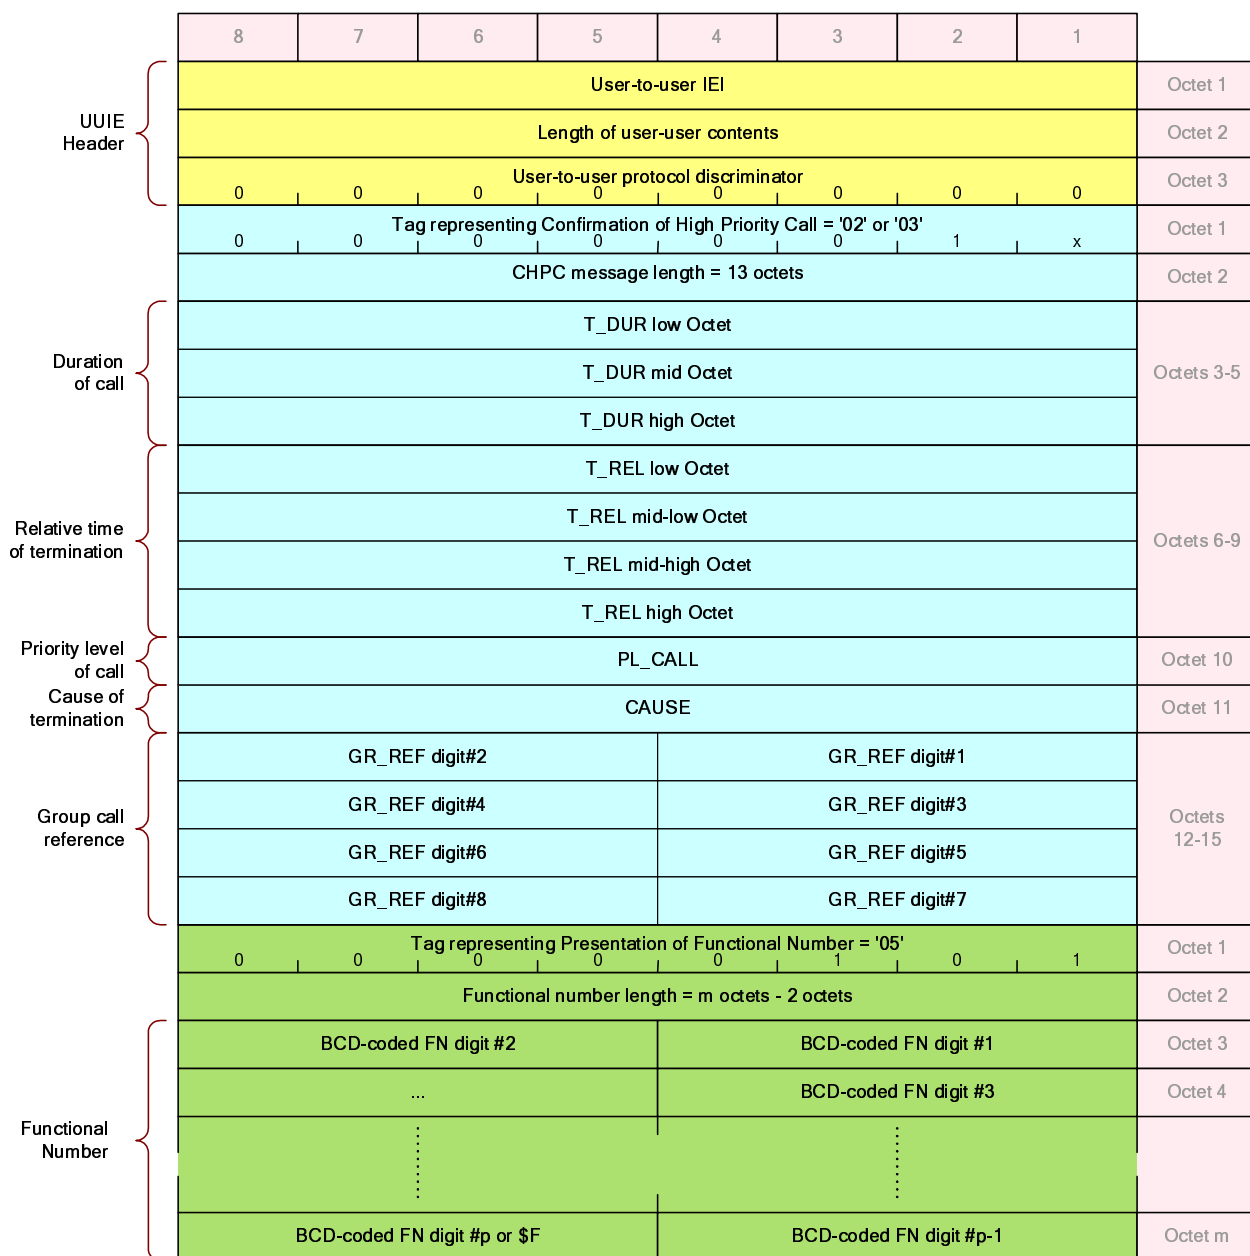 8 7 6 5 4 3 2 1
UUIE
Header
User-to-user IEI
Octet 1
Length of user-user contents
Octet 2
User-to-user protocol discriminator
0 0 0 0 0 0 0 0
Octet 3
Tag representing Confirmation of High Priority Call = '02' or '03'
0 0 0 0 0 0 1 x
Octet 1
CHPC message length = 13 octets
Octet 2
Duration
of call
T_DUR low Octet
T_DUR mid Octet
T_DUR high Octet
Octets 3-5
Relative time
of termination
T_REL low Octet
T_REL mid-low Octet
T_REL mid-high Octet
T_REL high Octet
Octets 6-9
Priority level
of call
PL_CALL
Octet 10
Cause of
termination
CAUSE
Octet 11
Group call
reference
GR_REF digit#2 GR_REF digit#1
GR_REF digit#4 GR_REF digit#3
GR_REF digit#6 GR_REF digit#5
GR_REF digit#8 GR_REF digit#7
Octets
12-15
Tag representing Presentation of Functional Number = '05'
0 0 0 0 0 1 0 1
Octet 1
Functional number length = m octets - 2 octets
Octet 2
Functional
Number
BCD-coded FN digit #2 BCD-coded FN digit #1
Octet 3
... BCD-coded FN digit #3
Octet 4
BCD-coded FN digit #p or $F BCD-coded FN digit #p-1
Octet m